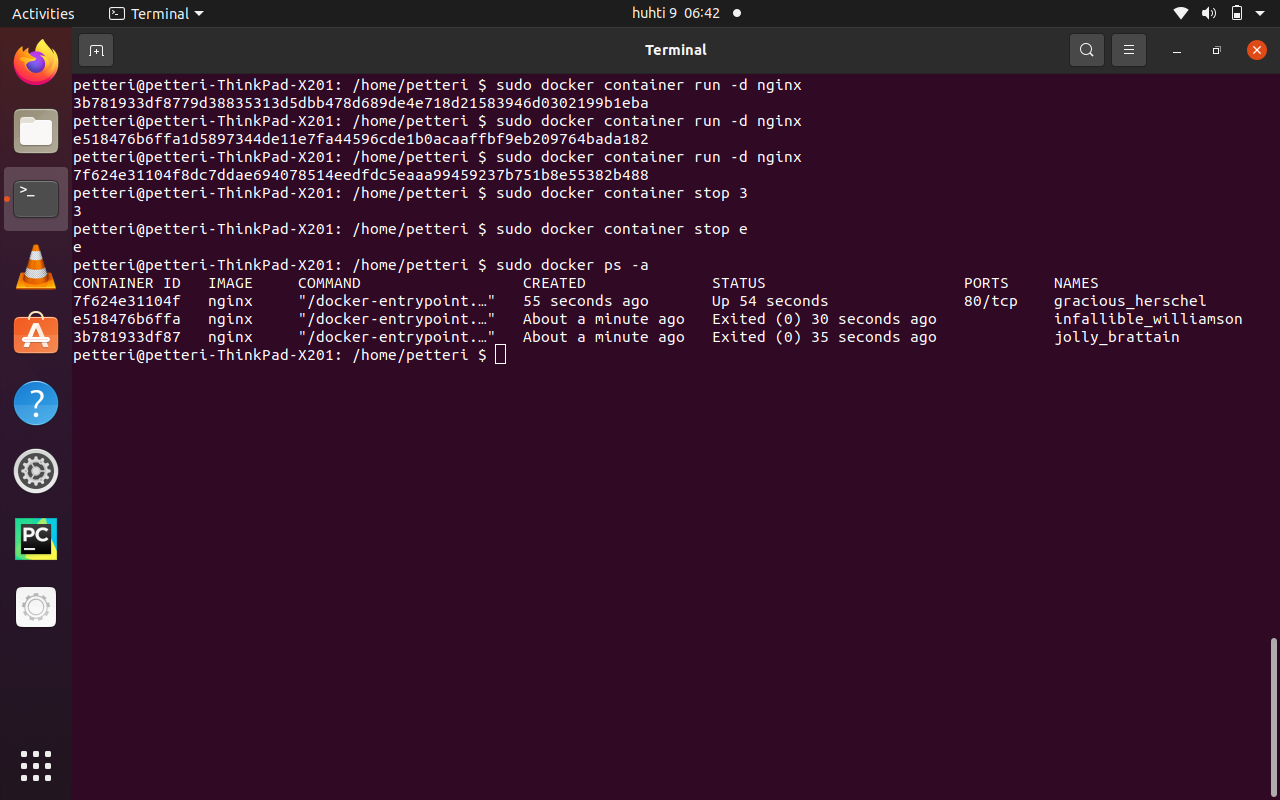 Activities
Terminal
huhti 9 06:42
Terminal
petteri@petteri-ThinkPad-X201: /home/petteri $ sudo docker container run -d nginx
3b781933df8779d38835313d5dbb478d689de4e718d21583946d0302199b1eba
petteri@petteri-ThinkPad-X201: /home/petteri $ sudo docker container run -d nginx
e518476b6ffa1d5897344de11e7fa44596cde1b0acaaffbf9eb209764bada182
petteri@petteri-ThinkPad-X201: /home/petteri $ sudo docker container run -d nginx
7f624e31104f8dc7ddae694078514eedfdc5eaaa99459237b751b8e55382b488
petteri@petteri-ThinkPad-X201: /home/petteri $ sudo docker container stop 3
3
petteri@petteri-ThinkPad-X201: /home/petteri $ sudo docker container stop e
e
petteri@petteri-ThinkPad-X201: /home/petteri $ sudo docker ps -a
CONTAINER ID   IMAGE     COMMAND                  CREATED              STATUS                      PORTS     NAMES
7f624e31104f   nginx     "/docker-entrypoint.…"   55 seconds ago       Up 54 seconds               80/tcp    gracious_herschel
e518476b6ffa   nginx     "/docker-entrypoint.…"   About a minute ago   Exited (0) 30 seconds ago             infallible_williamson
3b781933df87   nginx     "/docker-entrypoint.…"   About a minute ago   Exited (0) 35 seconds ago             jolly_brattain
petteri@petteri-ThinkPad-X201: /home/petteri $
>_
?
PC